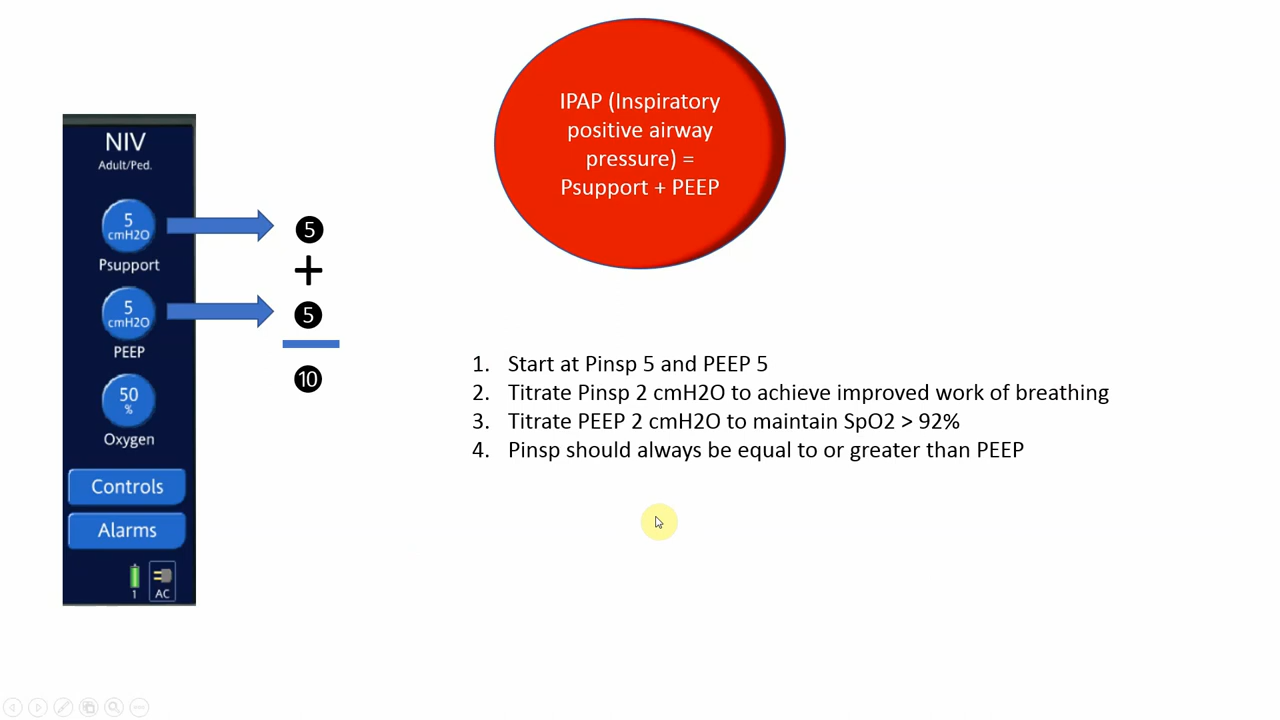 NIV
Adult/Ped.
5
cmH2O
Psupport
5
cmH2O
PEEP
50
%
Oxygen
Controls
Alarms
1
AC
5
+
5
10
IPAP (Inspiratory
positive airway
pressure) =
Psupport + PEEP
1. Start at Pinsp 5 and PEEP 5
2. Titrate Pinsp 2 cmH2O to achieve improved work of breathing
3. Titrate PEEP 2 cmH2O to maintain SpO2 > 92%
4. Pinsp should always be equal to or greater than PEEP